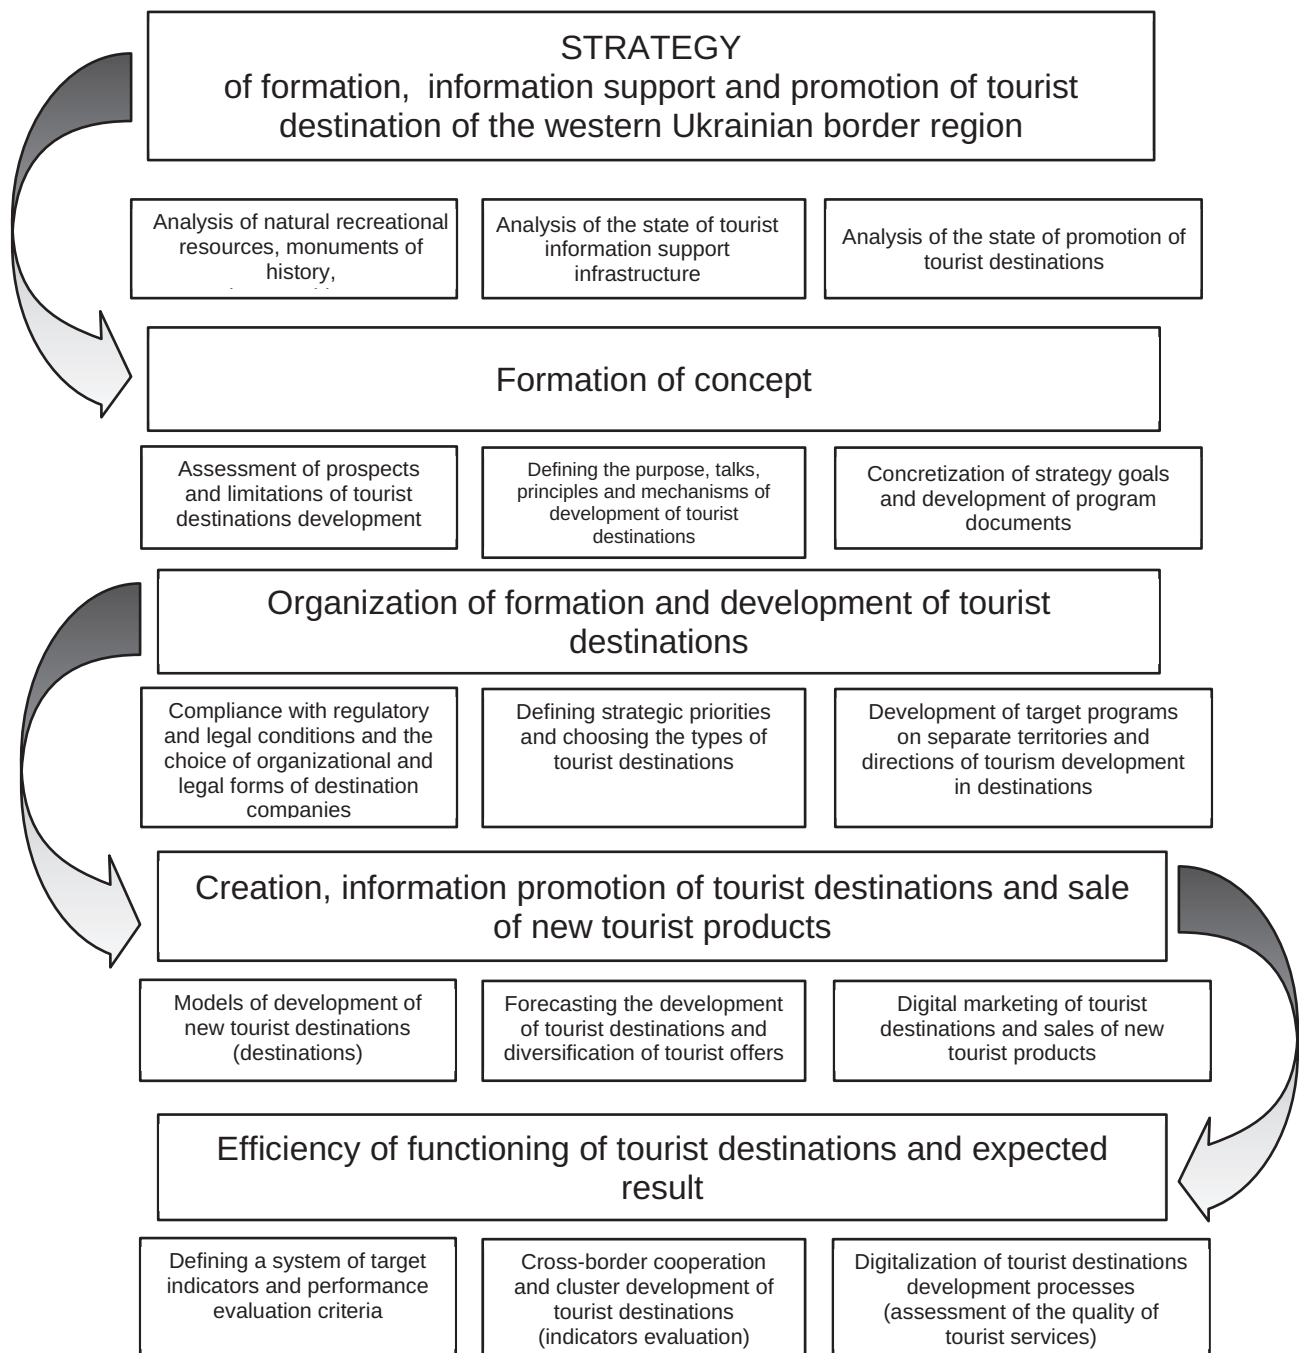 STRATEGY
of formation, information support and promotion of tourist
destination of the western Ukrainian border region
Analysis of natural recreational
resources, monuments of
history,
Analysis of the state of tourist
information support
infrastructure
Analysis of the state of promotion of
tourist destinations
Formation of concept
Assessment of prospects
and limitations of tourist
destinations development
Defining the purpose, talks,
principles and mechanisms of
development of tourist
destinations
Concretization of strategy goals
and development of program
documents
Organization of formation and development of tourist
destinations
Compliance with regulatory
and legal conditions and the
choice of organizational and
legal forms of destination
companies
Defining strategic priorities
and choosing the types of
tourist destinations
Development of target programs
on separate territories and
directions of tourism development
in destinations
Creation, information promotion of tourist destinations and sale
of new tourist products
Models of development of
new tourist destinations
(destinations)
Forecasting the development
of tourist destinations and
diversification of tourist offers
Digital marketing of tourist
destinations and sales of new
tourist products
Efficiency of functioning of tourist destinations and expected
result
Defining a system of target
indicators and performance
evaluation criteria
Cross-border cooperation
and cluster development of
tourist destinations
(indicators evaluation)
Digitalization of tourist destinations
development processes
(assessment of the quality of
tourist services)